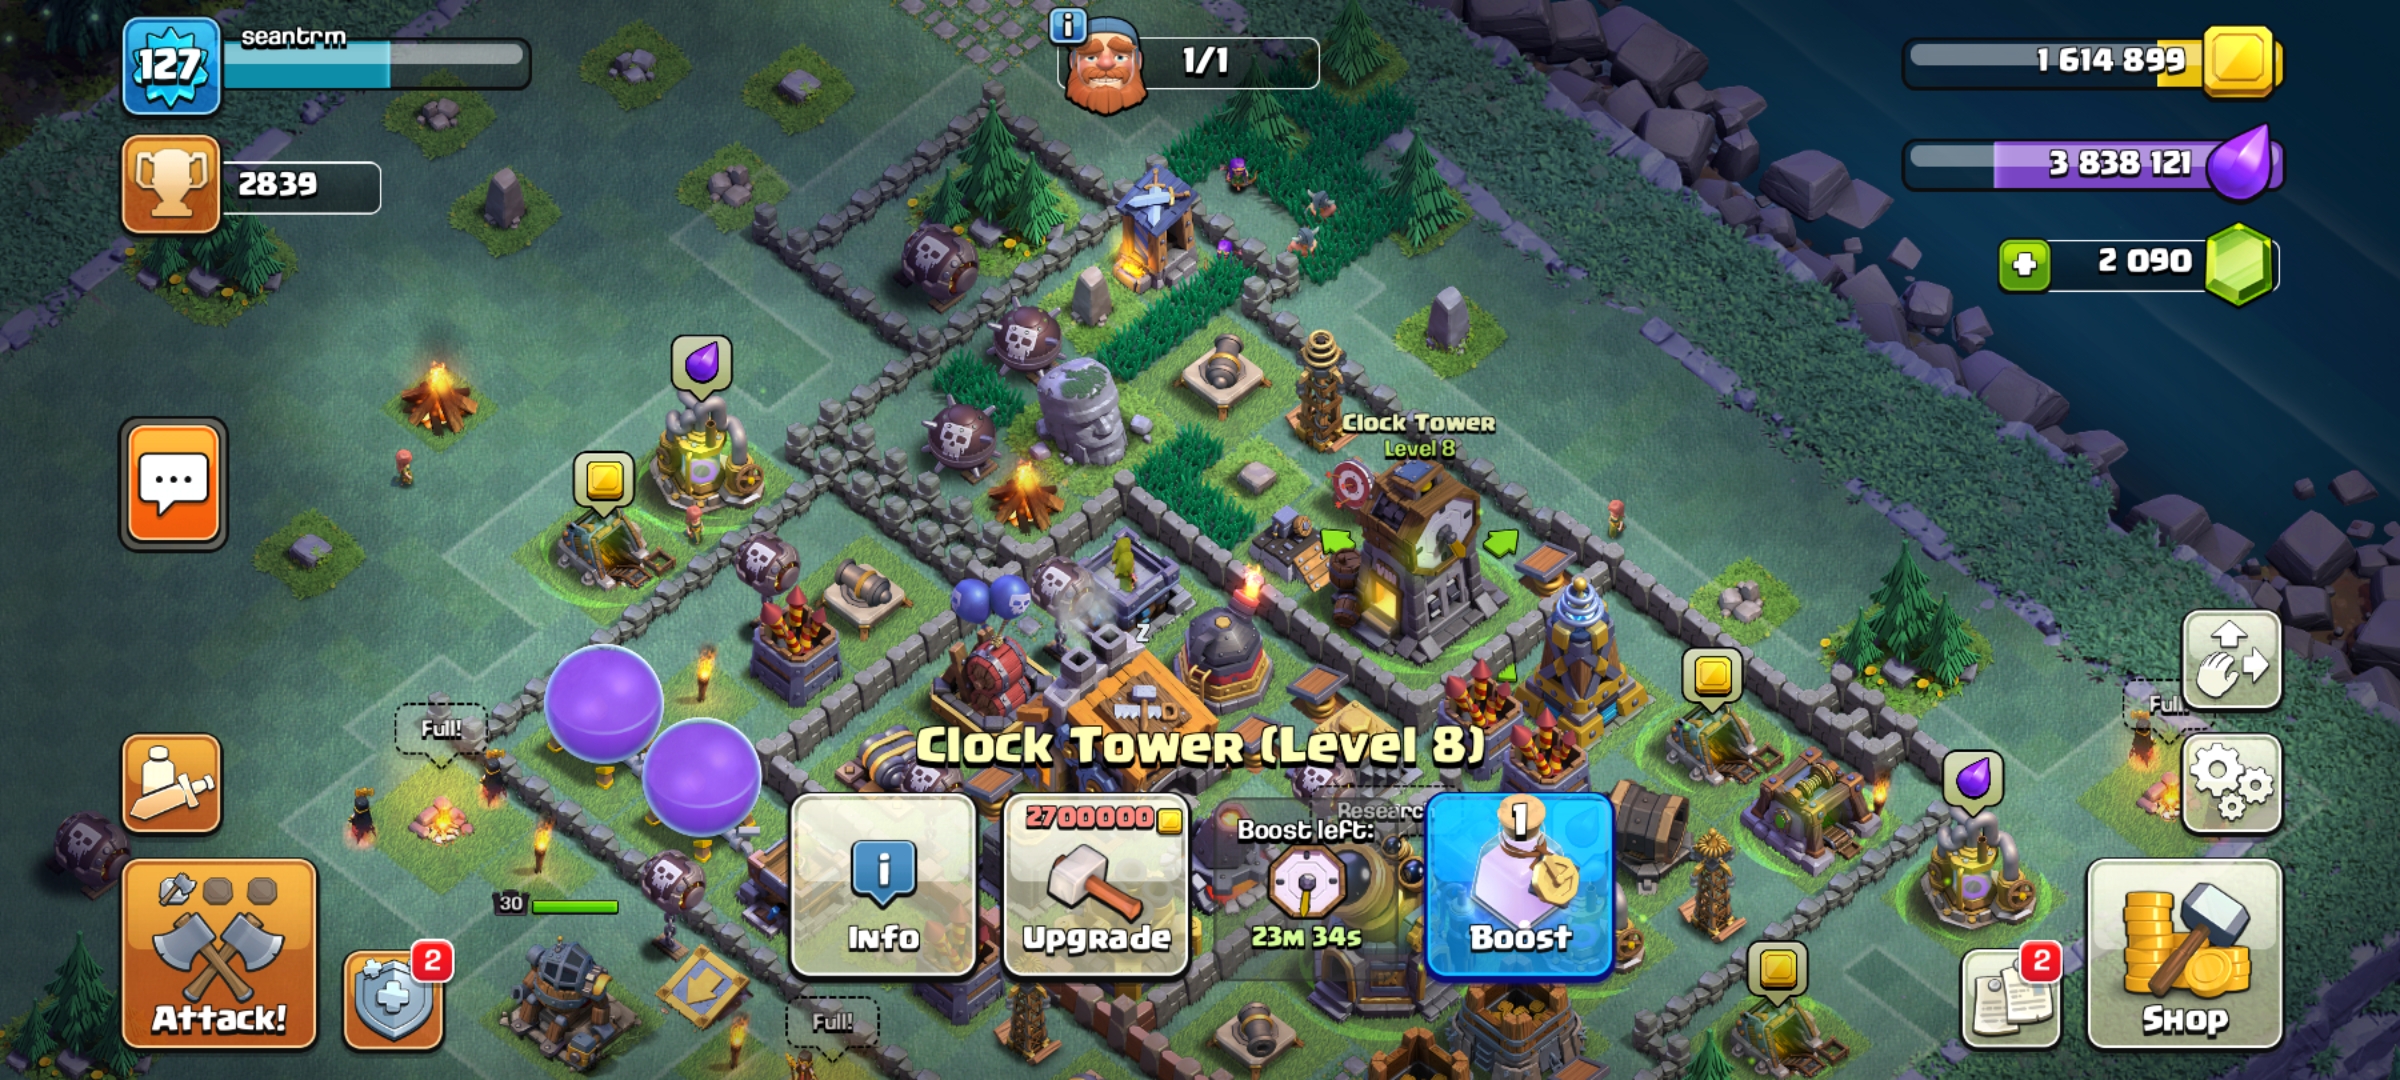 127
seantrm
1/1
1 614 899
2839
3 838 121
2 090
Clock Tower
Level 8
Z
Full!
Full!
Clock Tower (Level 8)
2700000
Boost left:
Research
1
Info
Upgrade
23m 34s
Boost
30
2
Attack!
Full!
2
Shop